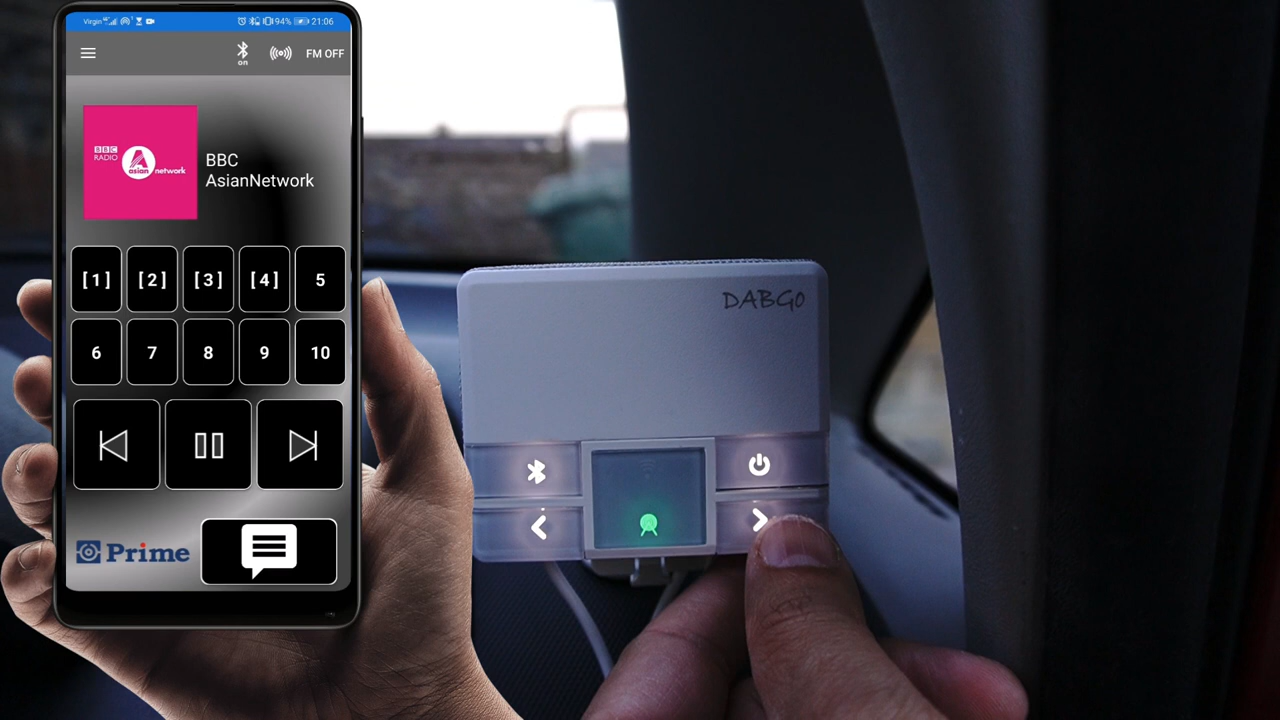 Virgin
94%
21:06
on
FM OFF
BBC
RADIO
asian network
BBC
AsianNetwork
[1]
[2]
[3]
[4]
5
6
7
8
9
10
Prime
DABGO